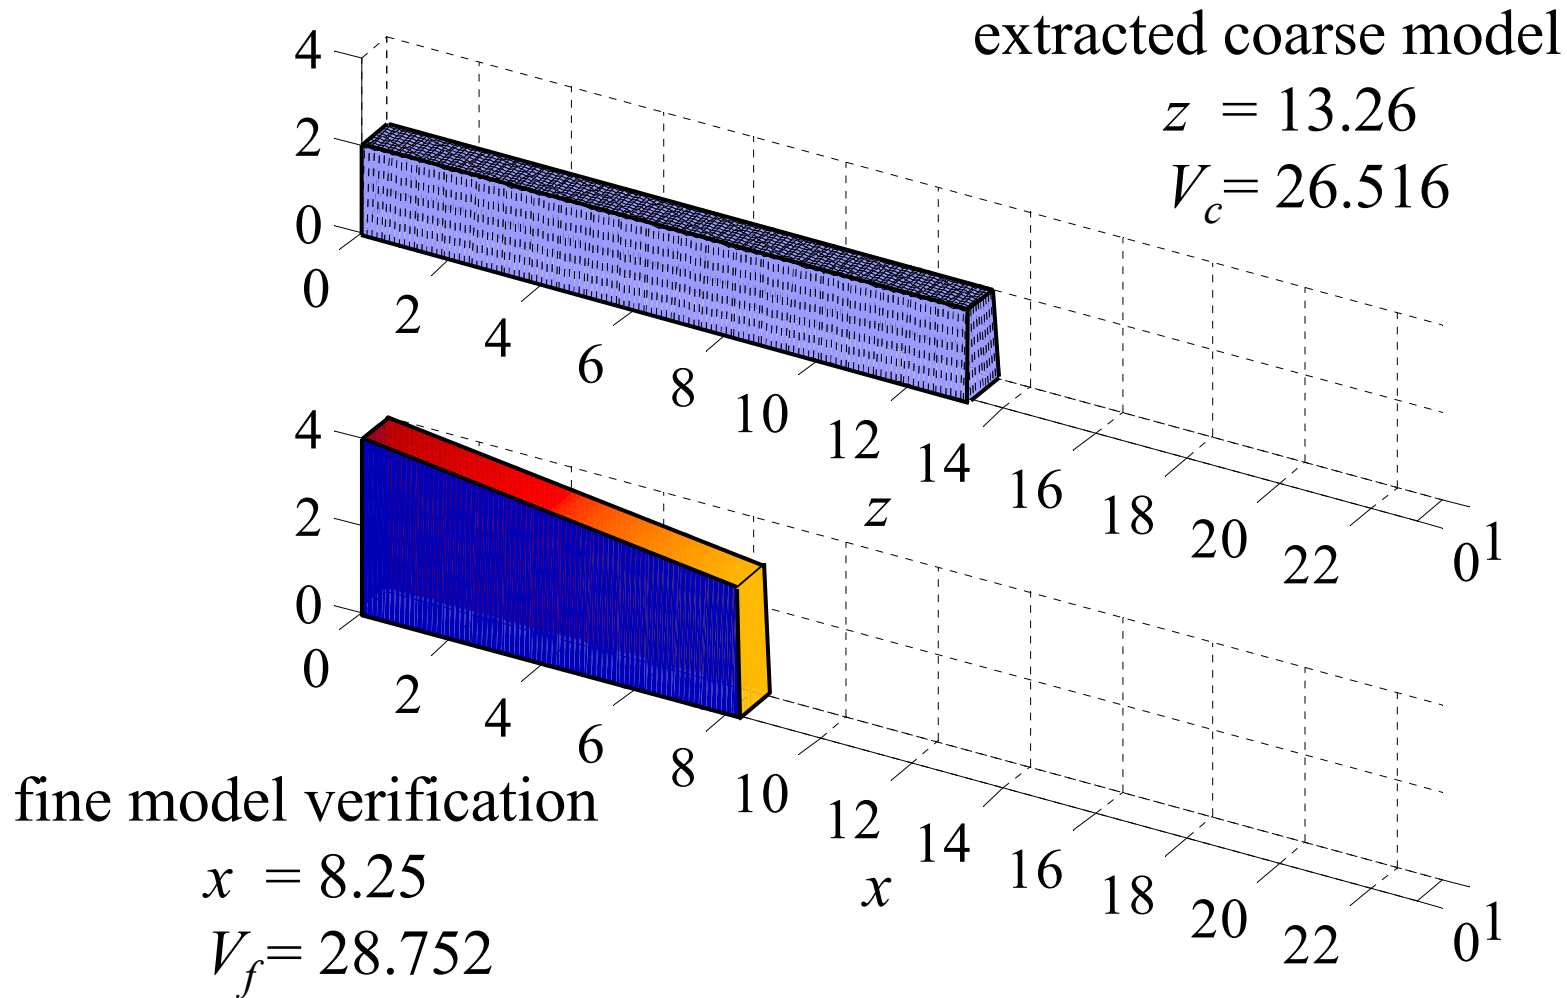 extracted coarse model
z = 13.26
V_c = 26.516
4
2
0
0 2 4 6 8 10 12 14 16 18 20 22 0 1
z
4
2
0
0 2 4 6 8 10 12 14 16 18 20 22 0 1
x
fine model verification
x = 8.25
V_f = 28.752